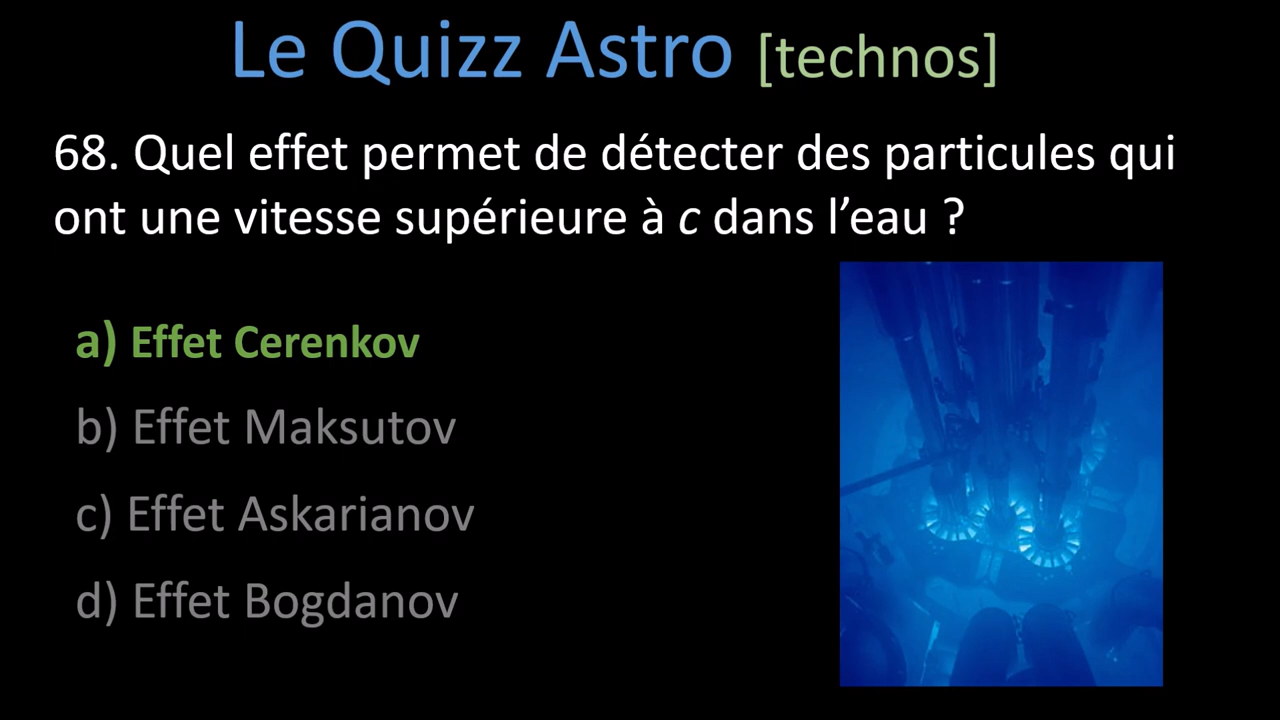 Le Quizz Astro [technos]
68. Quel effet permet de détecter des particules qui
ont une vitesse supérieure à c dans l’eau ?
a) Effet Cerenkov
b) Effet Maksutov
c) Effet Askarianov
d) Effet Bogdanov